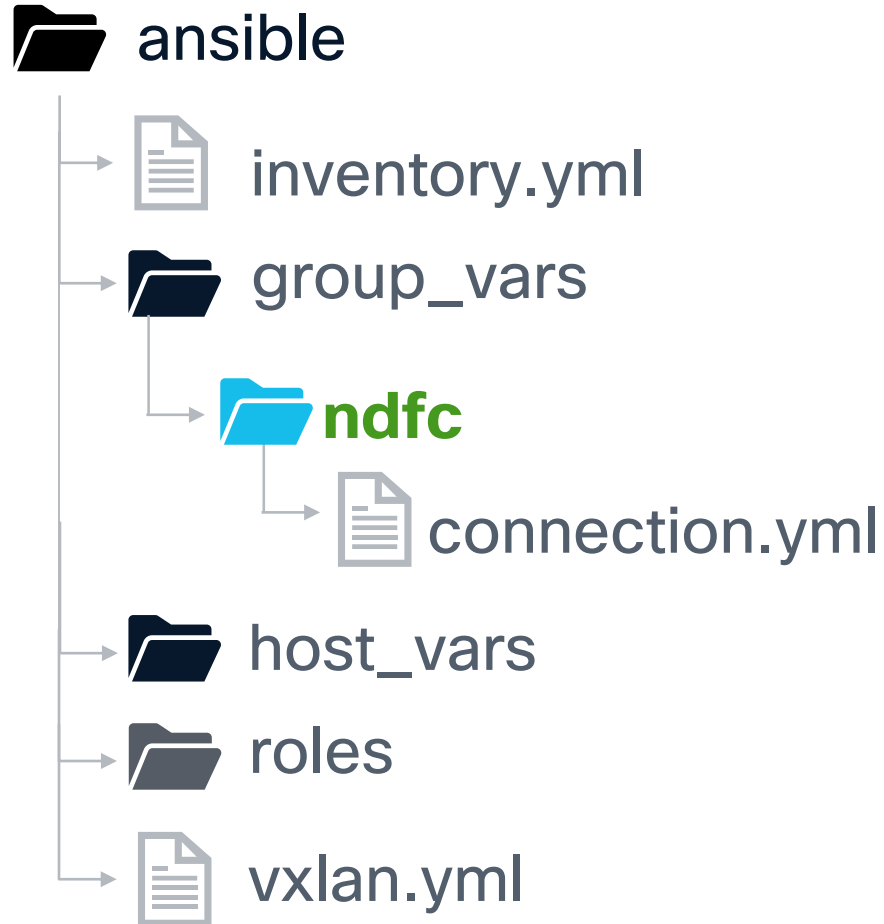 ansible
inventory.yml
group_vars
ndfc
connection.yml
host_vars
roles
vxlan.yml